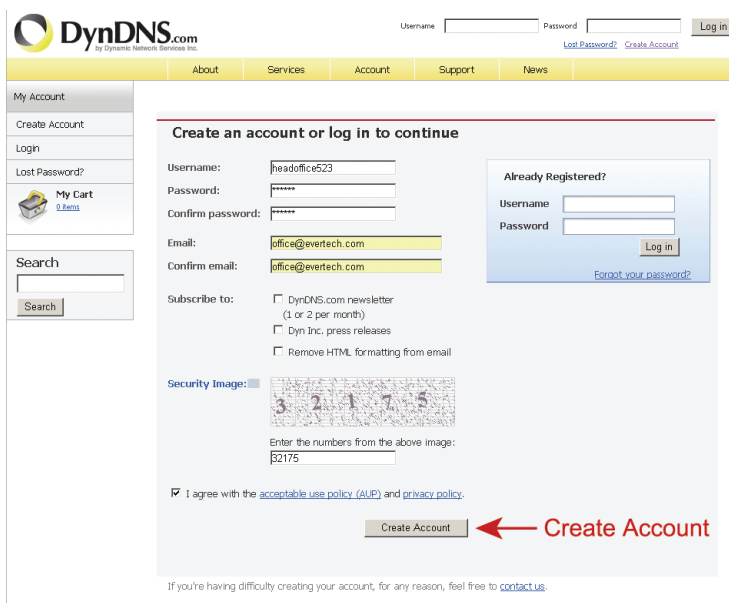 DynDNS.com
by Dynamic Network Services Inc.
Username
Password
Log in
Lost Password? Create Account
About Services Account Support News
My Account
Create Account
Login
Lost Password?
My Cart
0 items
Search
Search
Create an account or log in to continue
Username: headoffice523
Password: ******
Confirm password: ******
Email: office@evertech.com
Confirm email: office@evertech.com
Subscribe to:
DynDNS.com newsletter
(1 or 2 per month)
Dyn Inc. press releases
Remove HTML formatting from email
Security Image:
3 2 1 7 5
Enter the numbers from the above image:
32175
I agree with the acceptable use policy (AUP) and privacy policy.
Create Account
Create Account
Already Registered?
Username
Password
Log in
Forgot your password?
If you're having difficulty creating your account, for any reason, feel free to contact us.